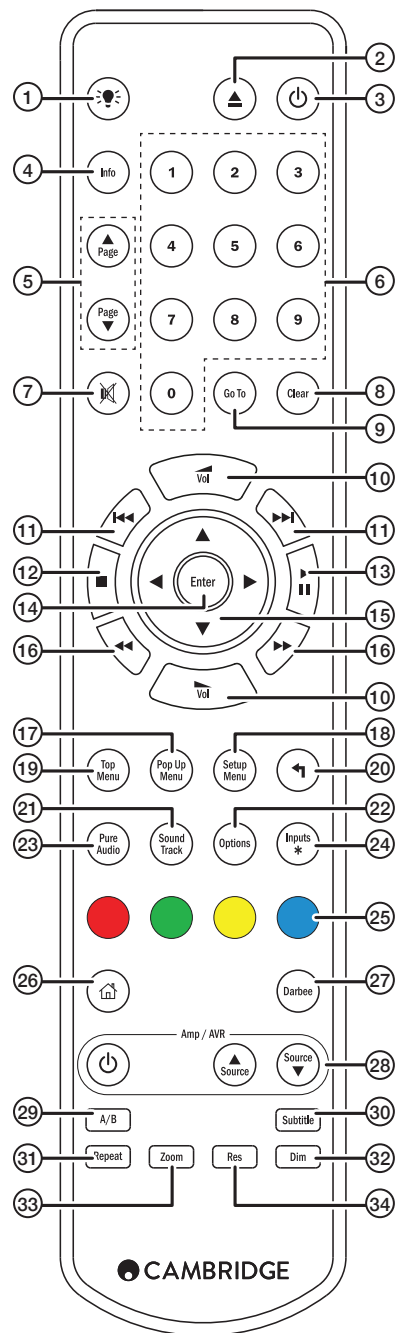 2
1
3
4
Info
1 2 3
Page
4 5 6
5
6
Page
7 8 9
7
8
0
Go To
Clear
9
Vol
10
11
11
12
13
14
Enter
15
16
16
Vol
10
17
18
19
Top Menu
Pop Up Menu
Setup Menu
20
21
22
23
Pure Audio
Sound Track
Options
Inputs *
24
25
26
27
Darbee
Amp / AVR
Source
Source
28
29
A/B
Subtitle
30
31
Repeat
Zoom
Res
Dim
32
33
34
CAMBRIDGE